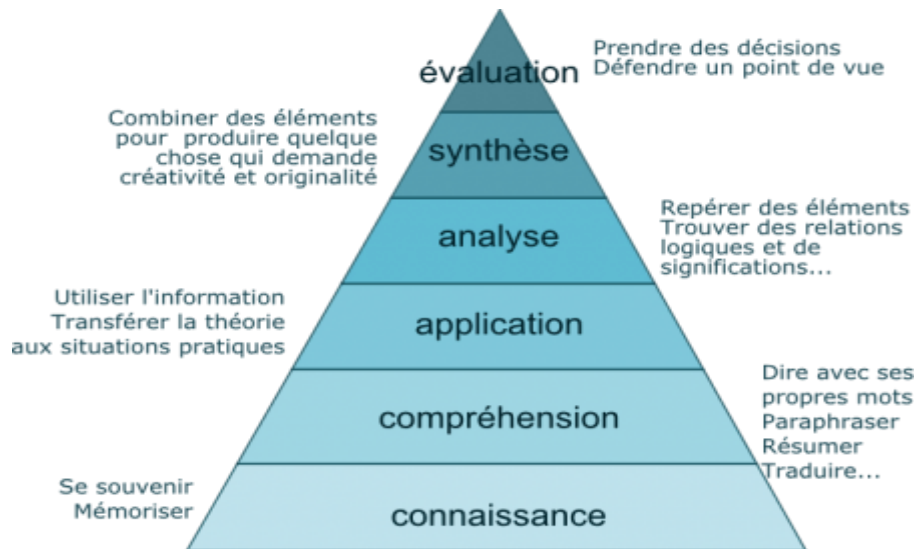 Prendre des décisions
Défendre un point de vue
évaluation
Combiner des éléments
pour produire quelque
chose qui demande
créativité et originalité
synthèse
Repérer des éléments
Trouver des relations
logiques et de
significations...
analyse
Utiliser l'information
Transférer la théorie
aux situations pratiques
application
Dire avec ses
propres mots
Paraphraser
Résumer
Traduire...
compréhension
Se souvenir
Mémoriser
connaissance